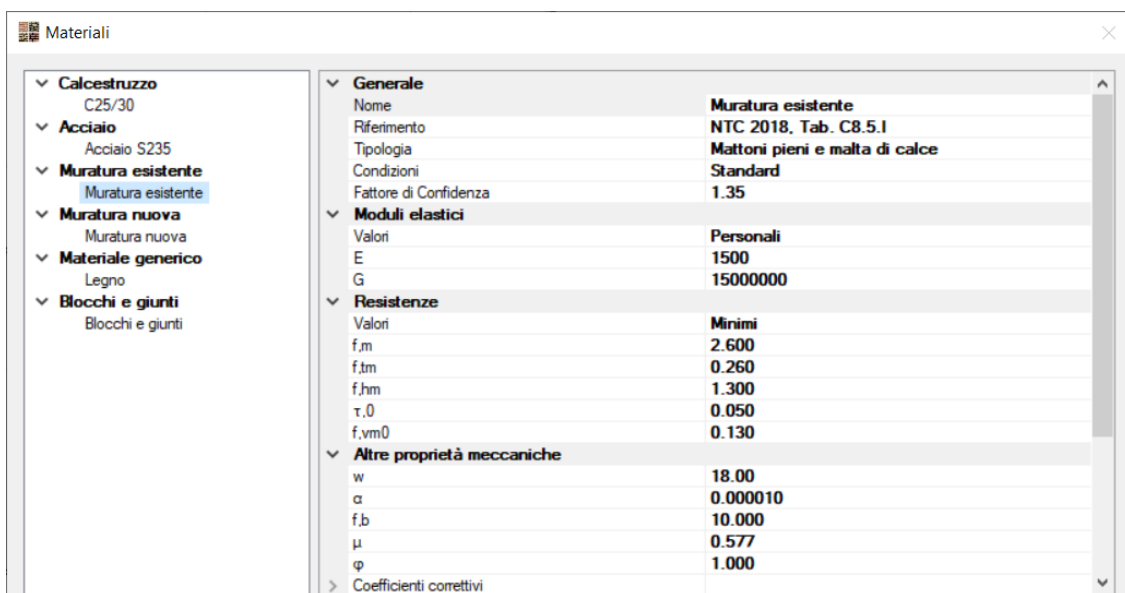 Materiali
Calcestruzzo
C25/30
Acciaio
Acciaio S235
Muratura esistente
Muratura esistente
Muratura nuova
Muratura nuova
Materiale generico
Legno
Blocchi e giunti
Blocchi e giunti
Generale
Nome Muratura esistente
Riferimento NTC 2018, Tab. C8.5.I
Tipologia Mattoni pieni e malta di calce
Condizioni Standard
Fattore di Confidenza 1.35
Moduli elastici
Valori Personali
E 1500
G 15000000
Resistenze
Valori Minimi
f,m 2.600
f,tm 0.260
f,hm 1.300
τ,0 0.050
f,vm0 0.130
Altre proprietà meccaniche
w 18.00
α 0.000010
f,b 10.000
μ 0.577
φ 1.000
Coefficienti correttivi